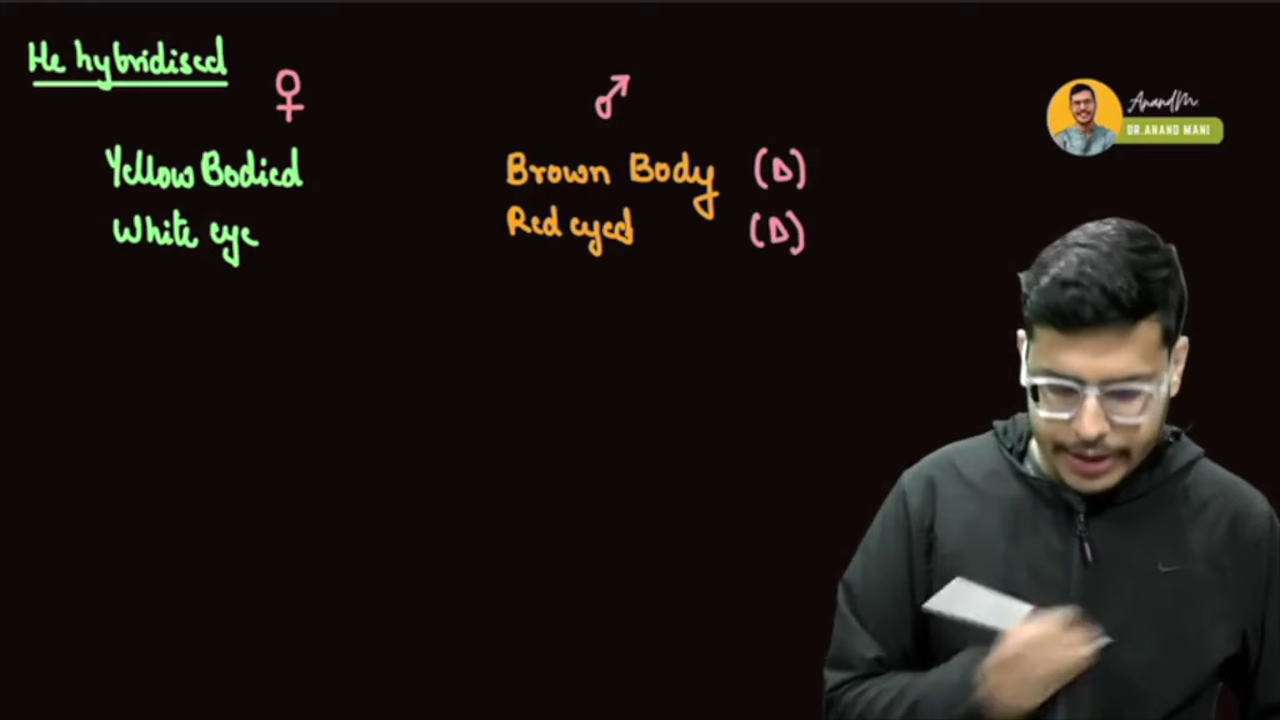 He hybridised
♀ ♂
Yellow Bodied Brown Body (D)
White eye Red eyed (D)
AnandM.
DR.ANAND MANI